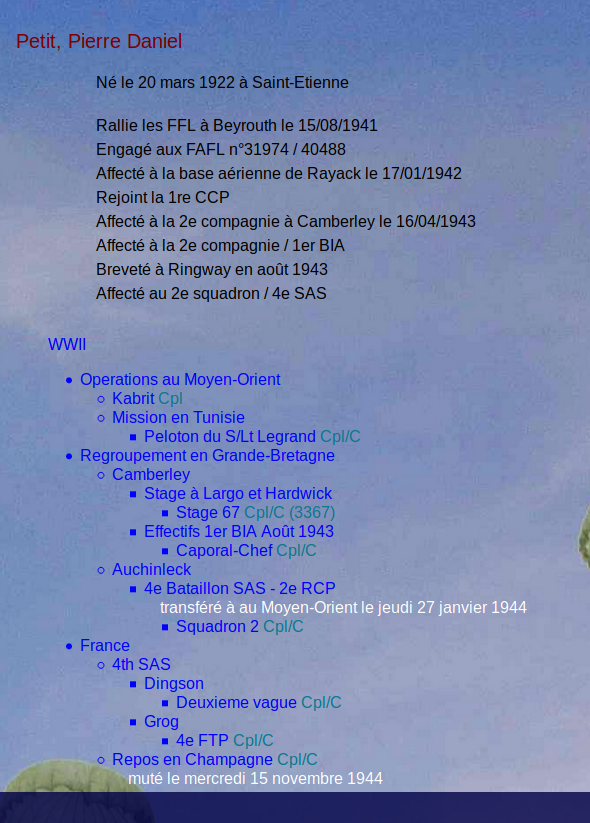 Petit, Pierre Daniel
Né le 20 mars 1922 à Saint-Etienne
Rallie les FFL à Beyrouth le 15/08/1941
Engagé aux FAFL n°31974 / 40488
Affecté à la base aérienne de Rayack le 17/01/1942
Rejoint la 1re CCP
Affecté à la 2e compagnie à Camberley le 16/04/1943
Affecté à la 2e compagnie / 1er BIA
Breveté à Ringway en août 1943
Affecté au 2e squadron / 4e SAS
WWII
Operations au Moyen-Orient
Kabrit Cpl
Mission en Tunisie
Peloton du S/Lt Legrand Cpl/C
Regroupement en Grande-Bretagne
Camberley
Stage à Largo et Hardwick
Stage 67 Cpl/C (3367)
Effectifs 1er BIA Août 1943
Caporal-Chef Cpl/C
Auchinleck
4e Bataillon SAS - 2e RCP
transféré à au Moyen-Orient le jeudi 27 janvier 1944
Squadron 2 Cpl/C
France
4th SAS
Dingson
Deuxieme vague Cpl/C
Grog
4e FTP Cpl/C
Repos en Champagne Cpl/C
muté le mercredi 15 novembre 1944